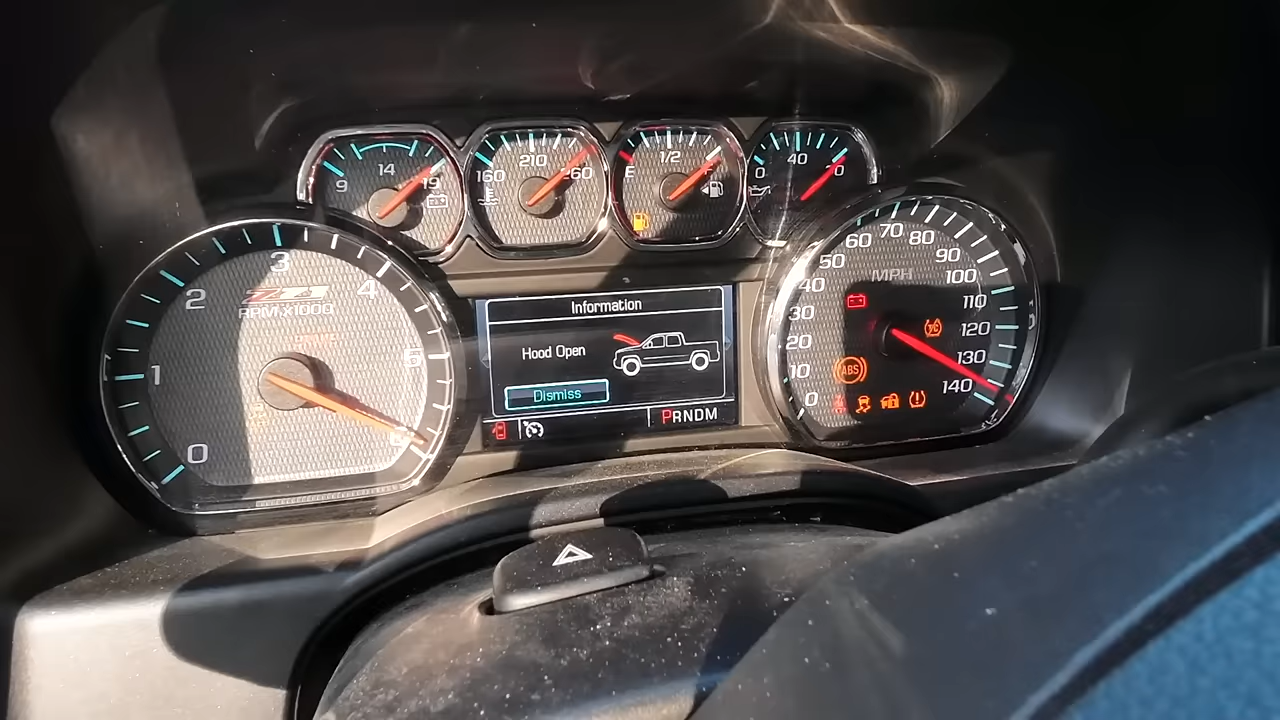 9 14 19
160 210 260
E 1/2 F
0 40
0 1 2 3 4
Z71
RPM X1000
Information
Hood Open
Dismiss
PRNDM
0 10 20 30 40 50 60 70 80 90 100 110 120 130 140
MPH
ABS